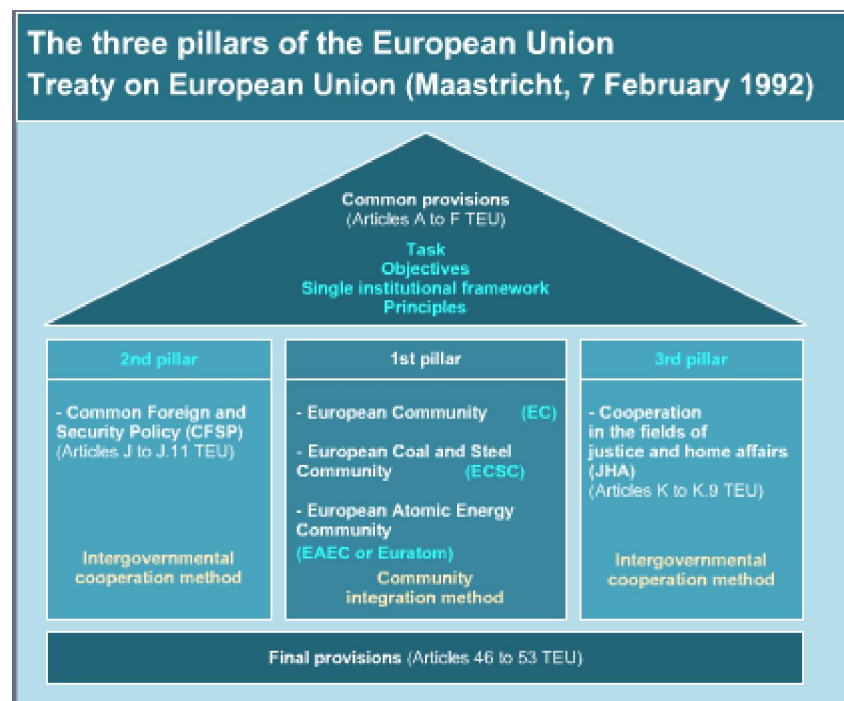 The three pillars of the European Union
Treaty on European Union (Maastricht, 7 February 1992)
Common provisions
(Articles A to F TEU)
Task
Objectives
Single institutional framework
Principles
2nd pillar
- Common Foreign and
Security Policy (CFSP)
(Articles J to J.11 TEU)
Intergovernmental
cooperation method
1st pillar
- European Community (EC)
- European Coal and Steel
Community (ECSC)
- European Atomic Energy
Community
(EAEC or Euratom)
Community
integration method
3rd pillar
- Cooperation
in the fields of
justice and home affairs
(JHA)
(Articles K to K.9 TEU)
Intergovernmental
cooperation method
Final provisions (Articles 46 to 53 TEU)